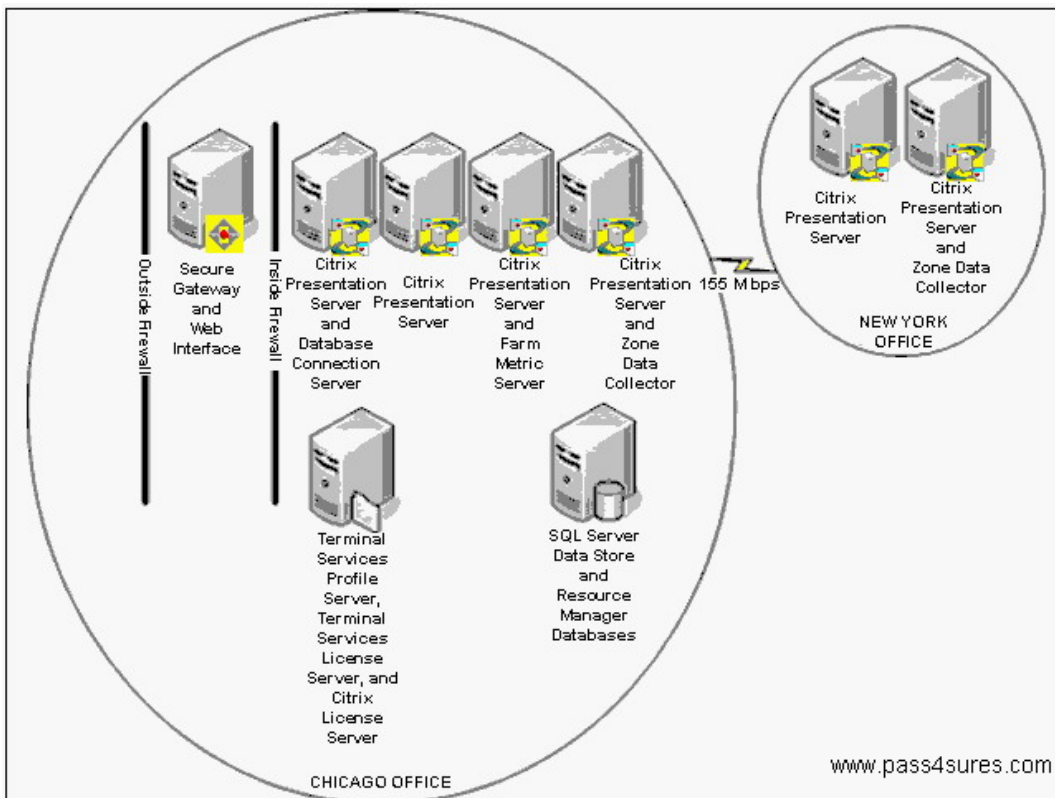 Outside Firewall
Secure
Gateway
and
Web
Interface
Inside Firewall
Citrix
Presentation
Server
and
Database
Connection
Server
Citrix
Presentation
Server
Citrix
Presentation
Server
and
Farm
Metric
Server
Citrix
Presentation
Server
and
Zone
Data
Collector
155 Mbps
Citrix
Presentation
Server
Citrix
Presentation
Server
and
Zone Data
Collector
NEW YORK
OFFICE
Terminal
Services
Profile
Server,
Terminal
Services
License
Server, and
Citrix
License
Server
SQL Server
Data Store
and
Resource
Manager
Databases
CHICAGO OFFICE
www.pass4sures.com